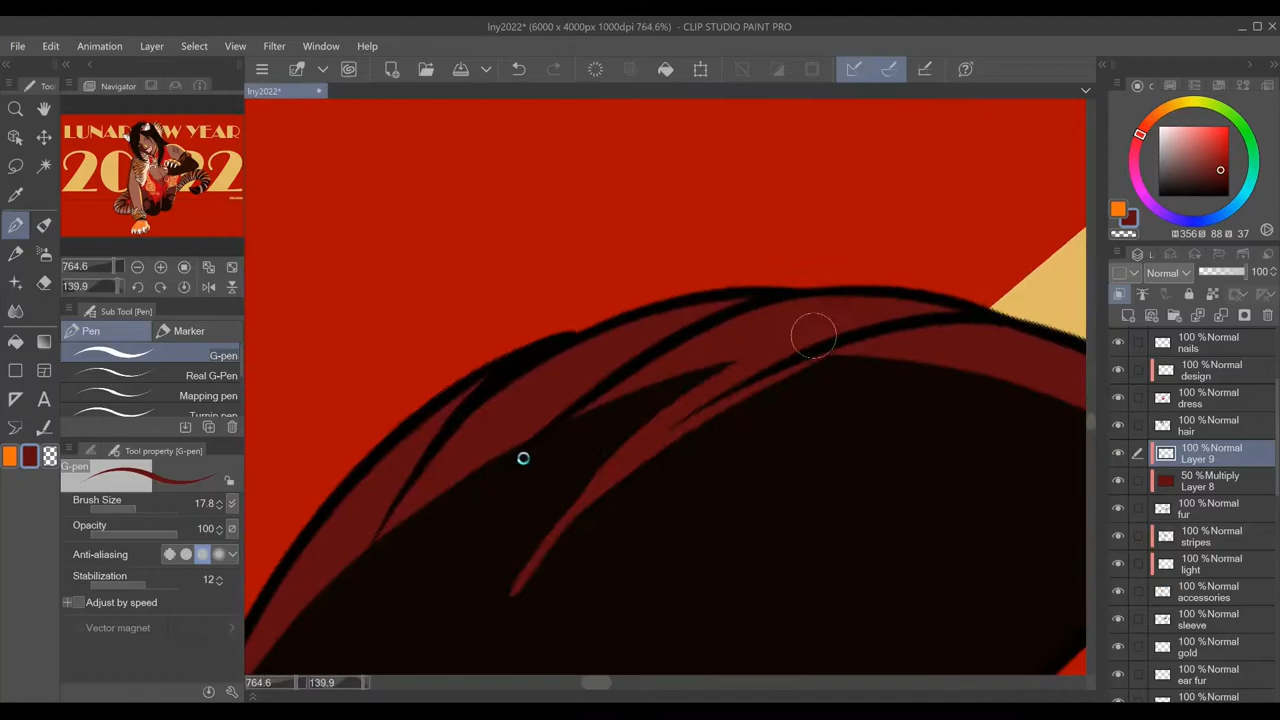 lny2022* (6000 x 4000px 1000dpi 764.6%) - CLIP STUDIO PAINT PRO
File Edit Animation Layer Select View Filter Window Help
Tool
Navigator
lny2022*
LUNAR NEW YEAR
2022
764.6
139.9
Sub Tool [Pen]
Pen
Marker
G-pen
Real G-Pen
Mapping pen
Turnip pen
Tool property [G-pen]
G-pen
Brush Size 17.8
Opacity 100
Anti-aliasing
Stabilization 12
Adjust by speed
Vector magnet
764.6
139.9
H 356 S 88 V 37
Normal
100
100 %Normal
nails
100 %Normal
design
100 %Normal
dress
100 %Normal
hair
100 %Normal
Layer 9
50 %Multiply
Layer 8
100 %Normal
fur
100 %Normal
stripes
100 %Normal
light
100 %Normal
accessories
100 %Normal
sleeve
100 %Normal
gold
100 %Normal
ear fur
100 %Normal